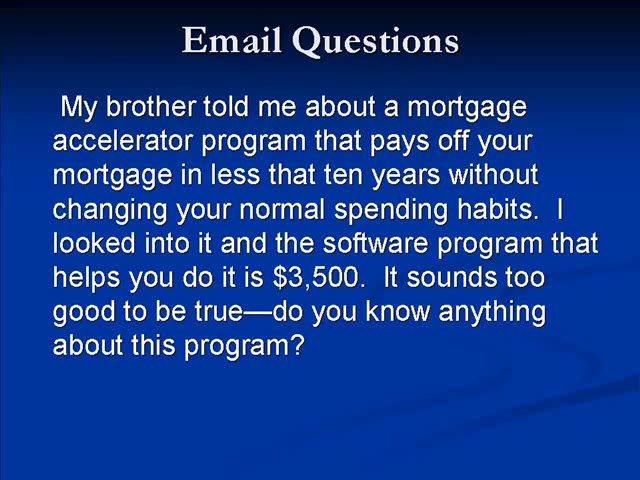 Email Questions
My brother told me about a mortgage
accelerator program that pays off your
mortgage in less that ten years without
changing your normal spending habits.  I
looked into it and the software program that
helps you do it is $3,500.  It sounds too
good to be true—do you know anything
about this program?